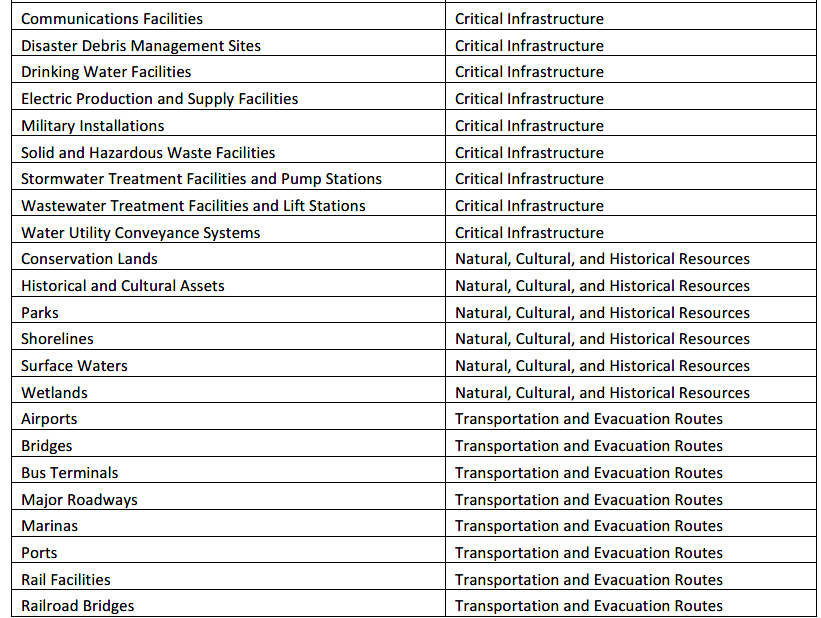 Communications Facilities Critical Infrastructure
Disaster Debris Management Sites Critical Infrastructure
Drinking Water Facilities Critical Infrastructure
Electric Production and Supply Facilities Critical Infrastructure
Military Installations Critical Infrastructure
Solid and Hazardous Waste Facilities Critical Infrastructure
Stormwater Treatment Facilities and Pump Stations Critical Infrastructure
Wastewater Treatment Facilities and Lift Stations Critical Infrastructure
Water Utility Conveyance Systems Critical Infrastructure
Conservation Lands Natural, Cultural, and Historical Resources
Historical and Cultural Assets Natural, Cultural, and Historical Resources
Parks Natural, Cultural, and Historical Resources
Shorelines Natural, Cultural, and Historical Resources
Surface Waters Natural, Cultural, and Historical Resources
Wetlands Natural, Cultural, and Historical Resources
Airports Transportation and Evacuation Routes
Bridges Transportation and Evacuation Routes
Bus Terminals Transportation and Evacuation Routes
Major Roadways Transportation and Evacuation Routes
Marinas Transportation and Evacuation Routes
Ports Transportation and Evacuation Routes
Rail Facilities Transportation and Evacuation Routes
Railroad Bridges Transportation and Evacuation Routes